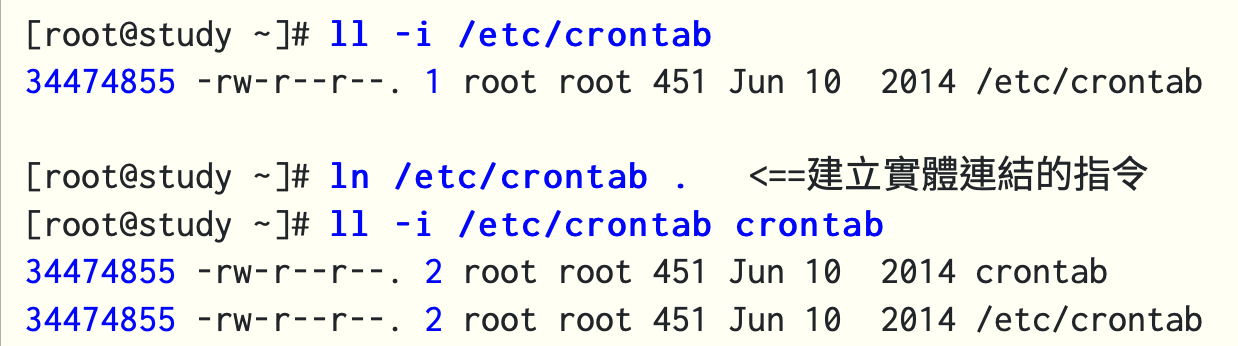 [root@study ~]# ll -i /etc/crontab
34474855 -rw-r--r--. 1 root root 451 Jun 10  2014 /etc/crontab
[root@study ~]# ln /etc/crontab .   <==建立實體連結的指令
[root@study ~]# ll -i /etc/crontab crontab
34474855 -rw-r--r--. 2 root root 451 Jun 10  2014 crontab
34474855 -rw-r--r--. 2 root root 451 Jun 10  2014 /etc/crontab